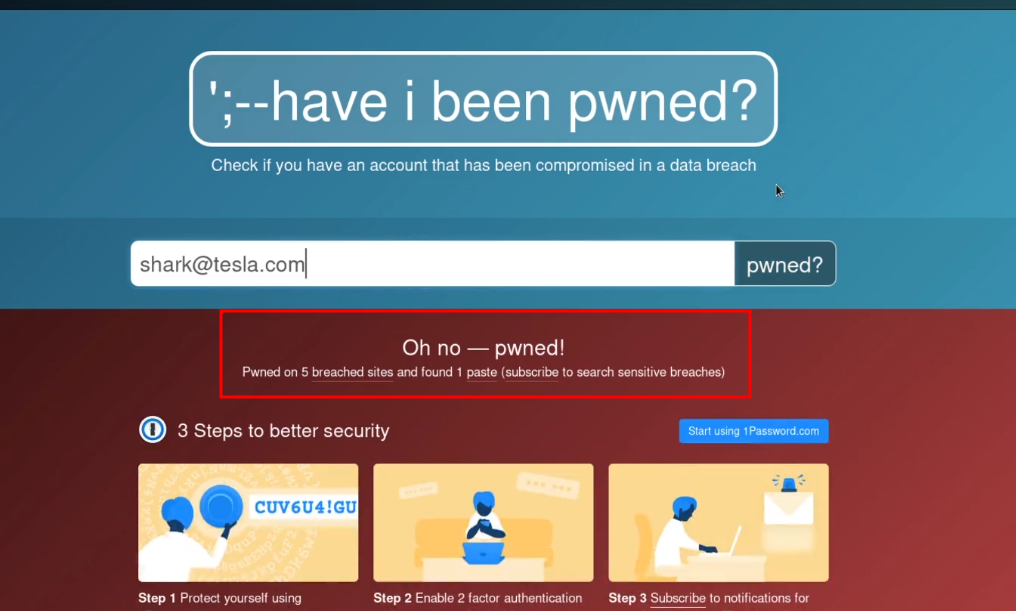 ';--have i been pwned?
Check if you have an account that has been compromised in a data breach
shark@tesla.com
pwned?
Oh no — pwned!
Pwned on 5 breached sites and found 1 paste (subscribe to search sensitive breaches)
3 Steps to better security
Start using 1Password.com
CUV6U4!GU
Step 1 Protect yourself using
Step 2 Enable 2 factor authentication
Step 3 Subscribe to notifications for